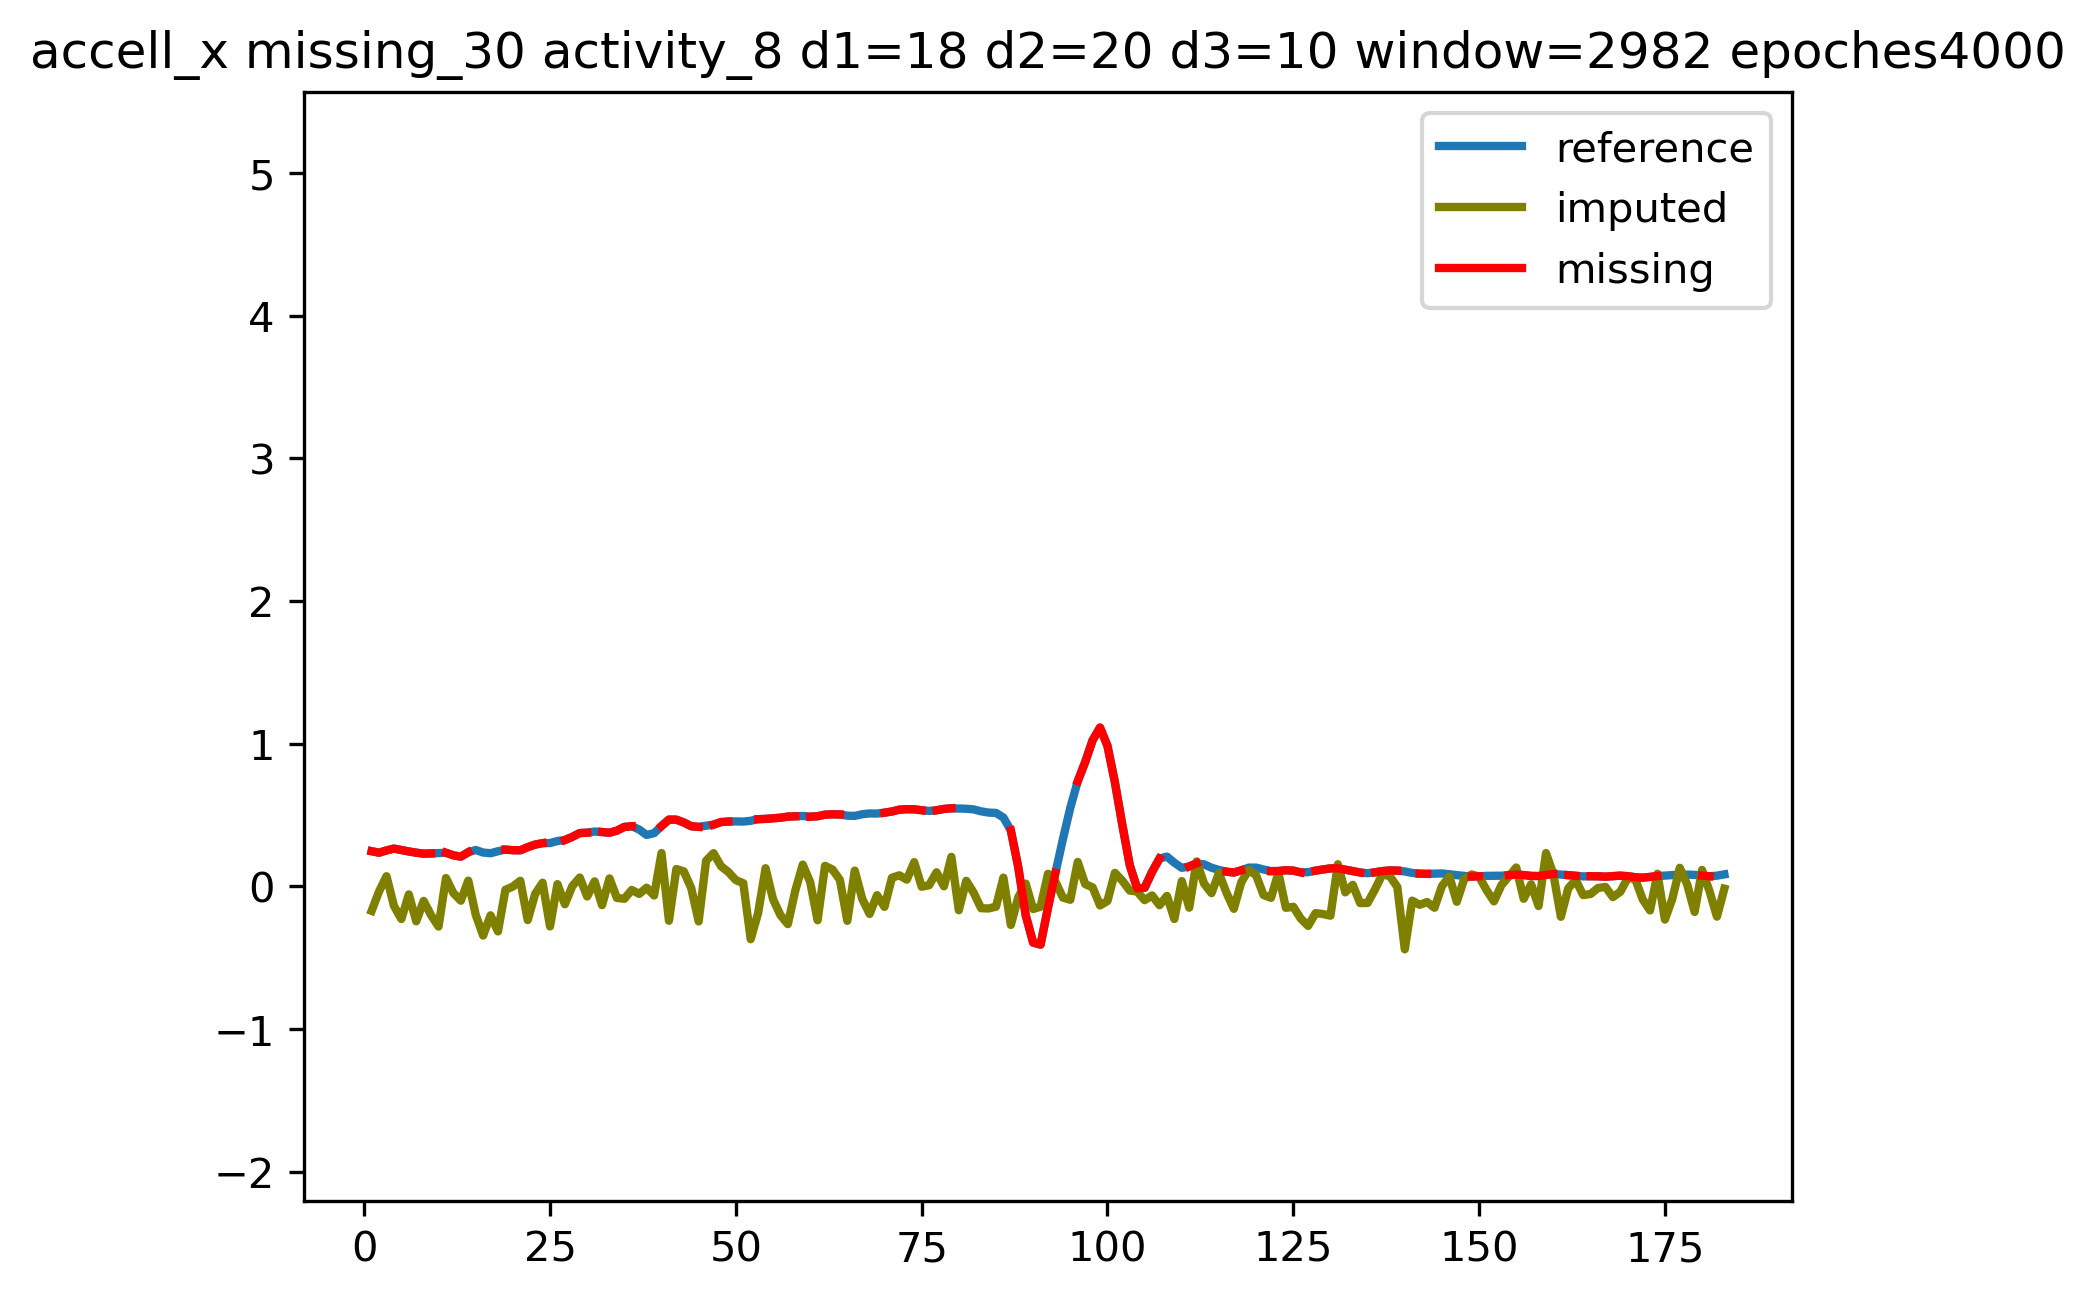 accell_x missing_30 activity_8 d1=18 d2=20 d3=10 window=2982 epoches4000
reference
imputed
missing
5
4
3
2
1
0
−1
−2
0 25 50 75 100 125 150 175